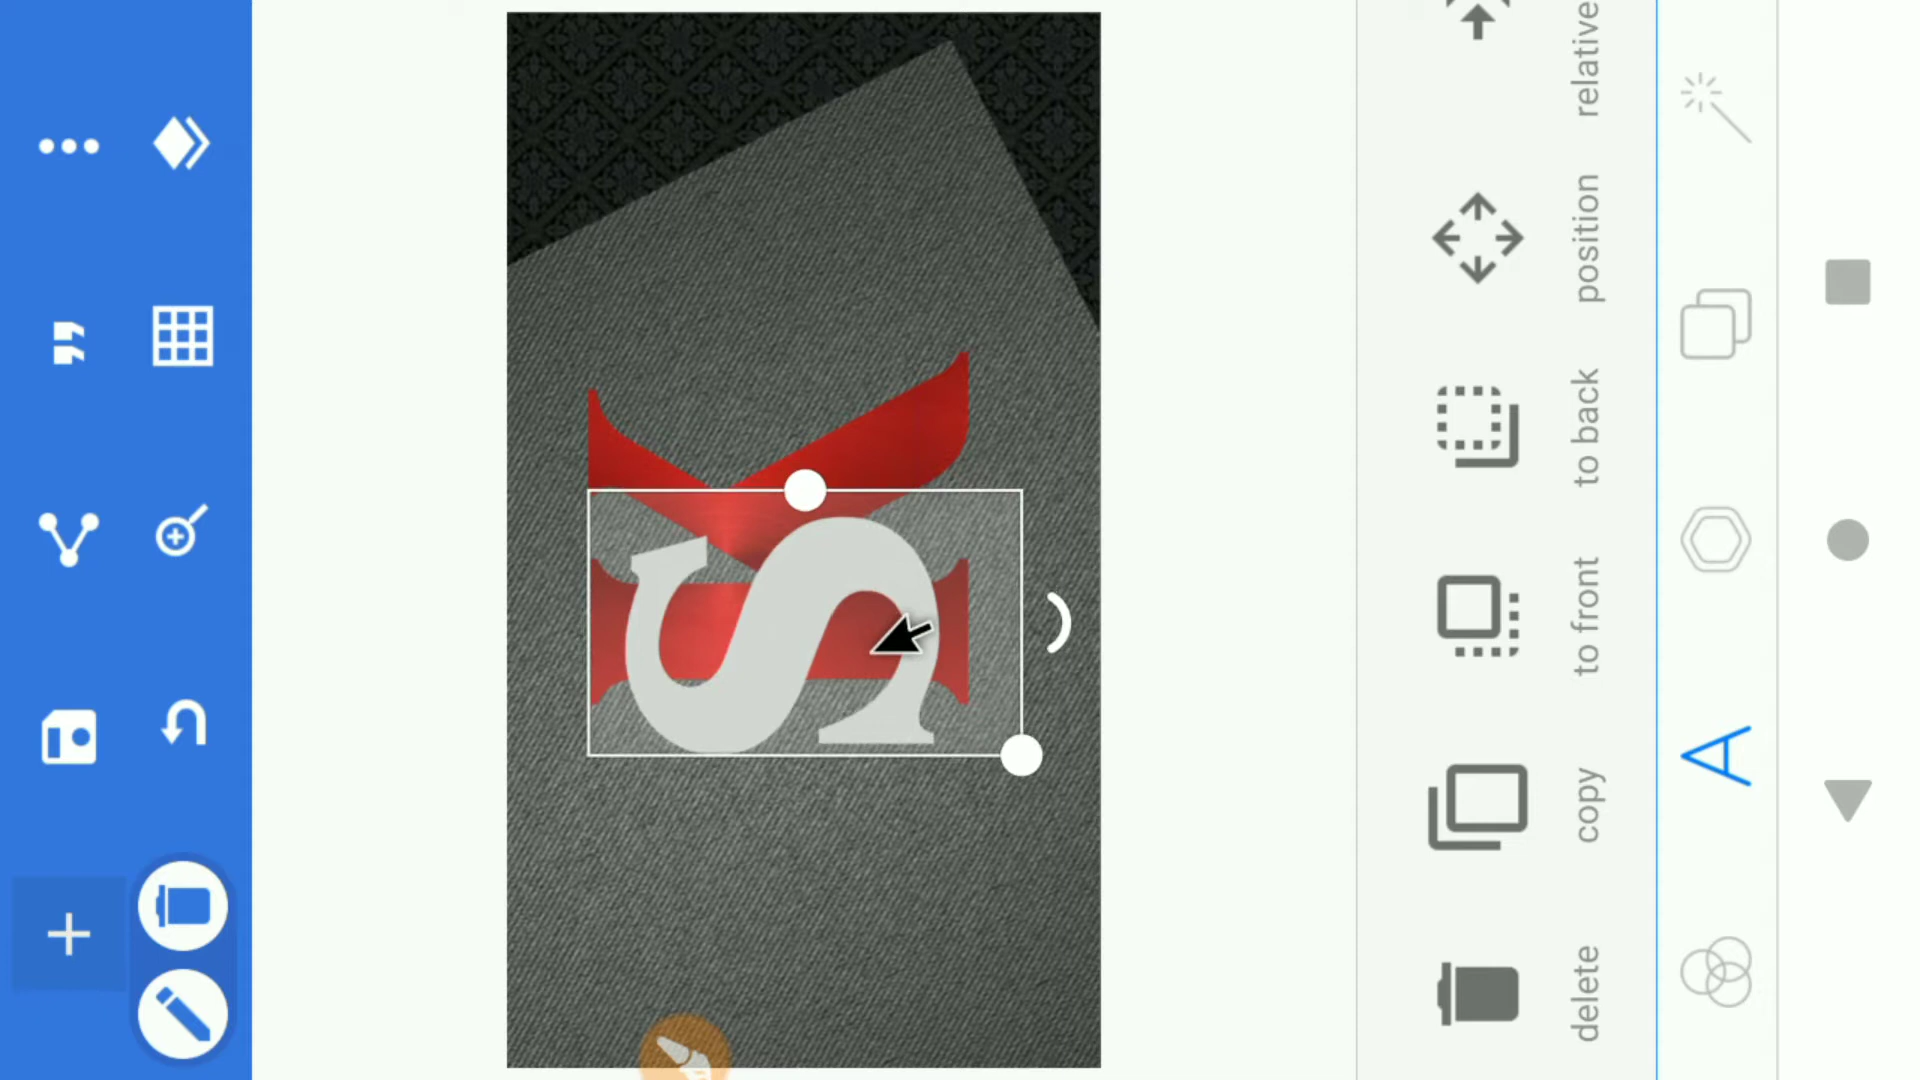 K
S
delete
copy
to front
to back
position
relative